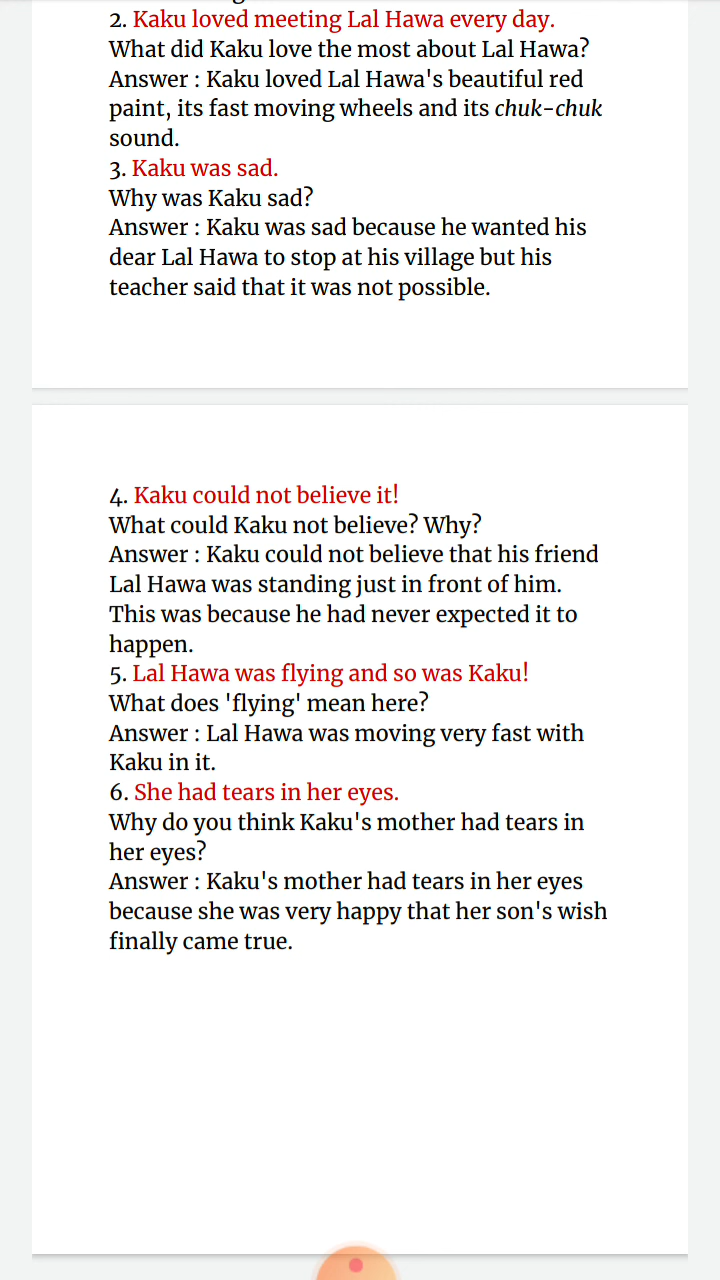 2. Kaku loved meeting Lal Hawa every day.
What did Kaku love the most about Lal Hawa?
Answer : Kaku loved Lal Hawa's beautiful red
paint, its fast moving wheels and its chuk-chuk
sound.
3. Kaku was sad.
Why was Kaku sad?
Answer : Kaku was sad because he wanted his
dear Lal Hawa to stop at his village but his
teacher said that it was not possible.
4. Kaku could not believe it!
What could Kaku not believe? Why?
Answer : Kaku could not believe that his friend
Lal Hawa was standing just in front of him.
This was because he had never expected it to
happen.
5. Lal Hawa was flying and so was Kaku!
What does 'flying' mean here?
Answer : Lal Hawa was moving very fast with
Kaku in it.
6. She had tears in her eyes.
Why do you think Kaku's mother had tears in
her eyes?
Answer : Kaku's mother had tears in her eyes
because she was very happy that her son's wish
finally came true.